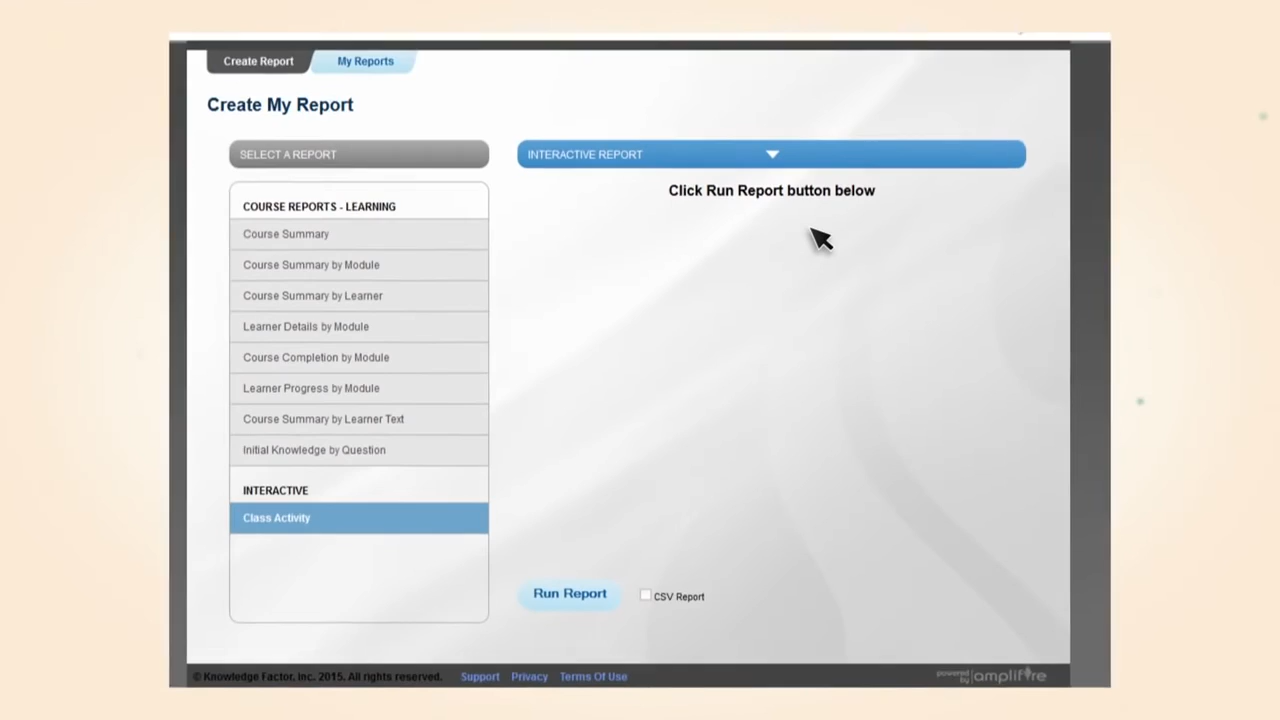 Create Report
My Reports
Create My Report
SELECT A REPORT
INTERACTIVE REPORT
Click Run Report button below
COURSE REPORTS - LEARNING
Course Summary
Course Summary by Module
Course Summary by Learner
Learner Details by Module
Course Completion by Module
Learner Progress by Module
Course Summary by Learner Text
Initial Knowledge by Question
INTERACTIVE
Class Activity
Run Report
CSV Report
© Knowledge Factor, Inc. 2015. All rights reserved.
Support
Privacy
Terms Of Use
powered by amplifire